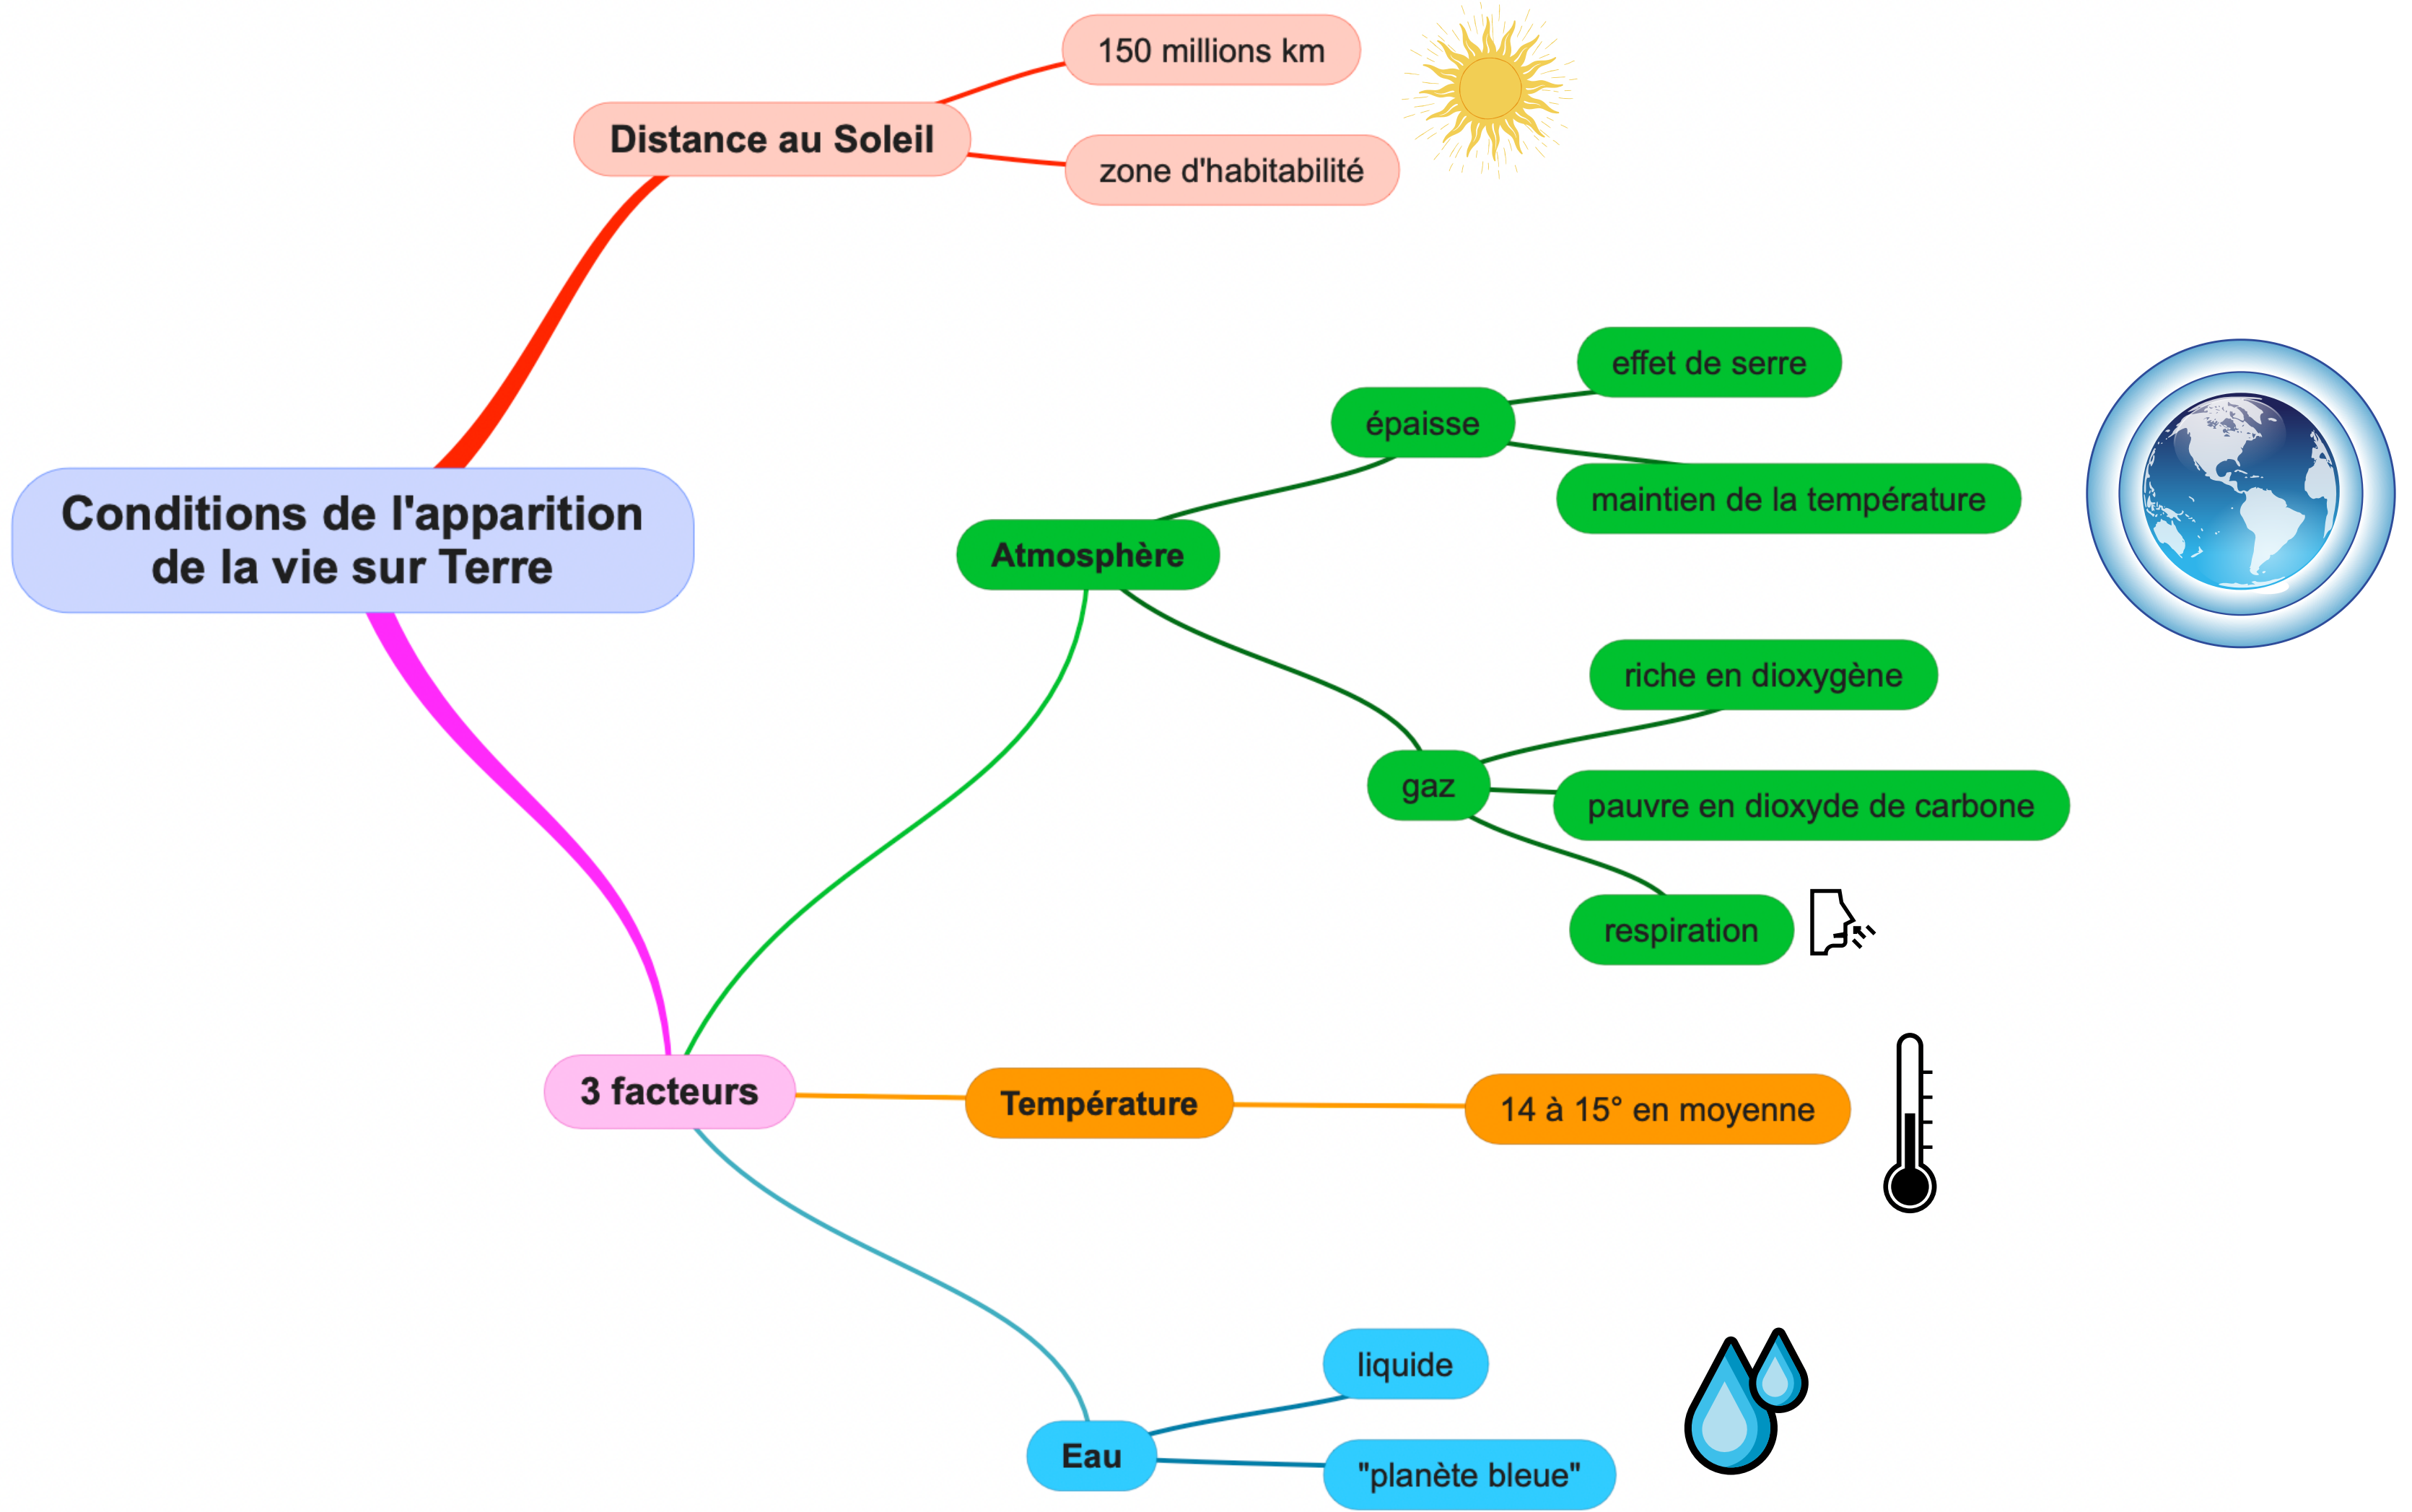 150 millions km
Distance au Soleil
zone d'habitabilité
effet de serre
épaisse
maintien de la température
Conditions de l'apparition
de la vie sur Terre
Atmosphère
riche en dioxygène
gaz
pauvre en dioxyde de carbone
respiration
3 facteurs
Température
14 à 15° en moyenne
liquide
Eau
"planète bleue"